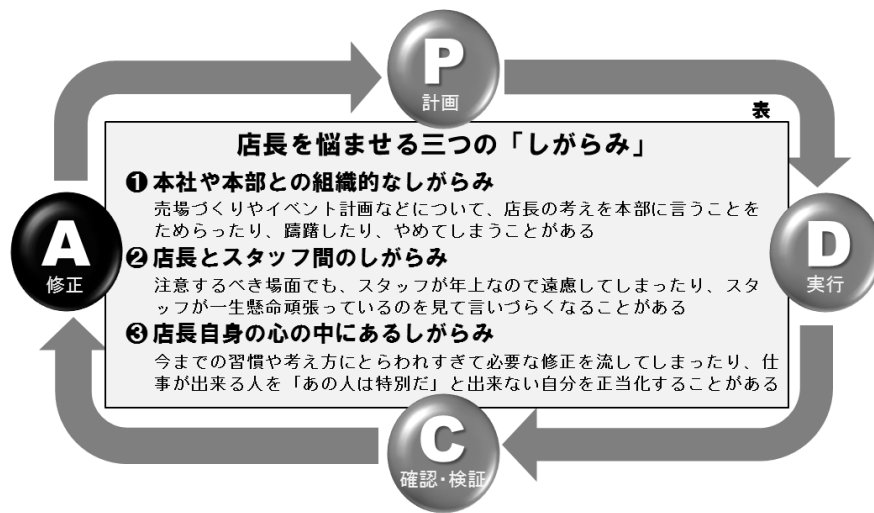 P
計画
表
店長を悩ませる三つの「しがらみ」
❶本社や本部との組織的なしがらみ
売場づくりやイベント計画などについて、店長の考えを本部に言うことを
ためらったり、躊躇したり、やめてしまうことがある
❷店長とスタッフ間のしがらみ
注意するべき場面でも、スタッフが年上なので遠慮してしまったり、スタ
ッフが一生懸命頑張っているのを見て言いづらくなることがある
❸店長自身の心の中にあるしがらみ
今までの習慣や考え方にとらわれすぎて必要な修正を流してしまったり、仕
事が出来る人を「あの人は特別だ」と出来ない自分を正当化することがある
A
修正
D
実行
C
確認・検証